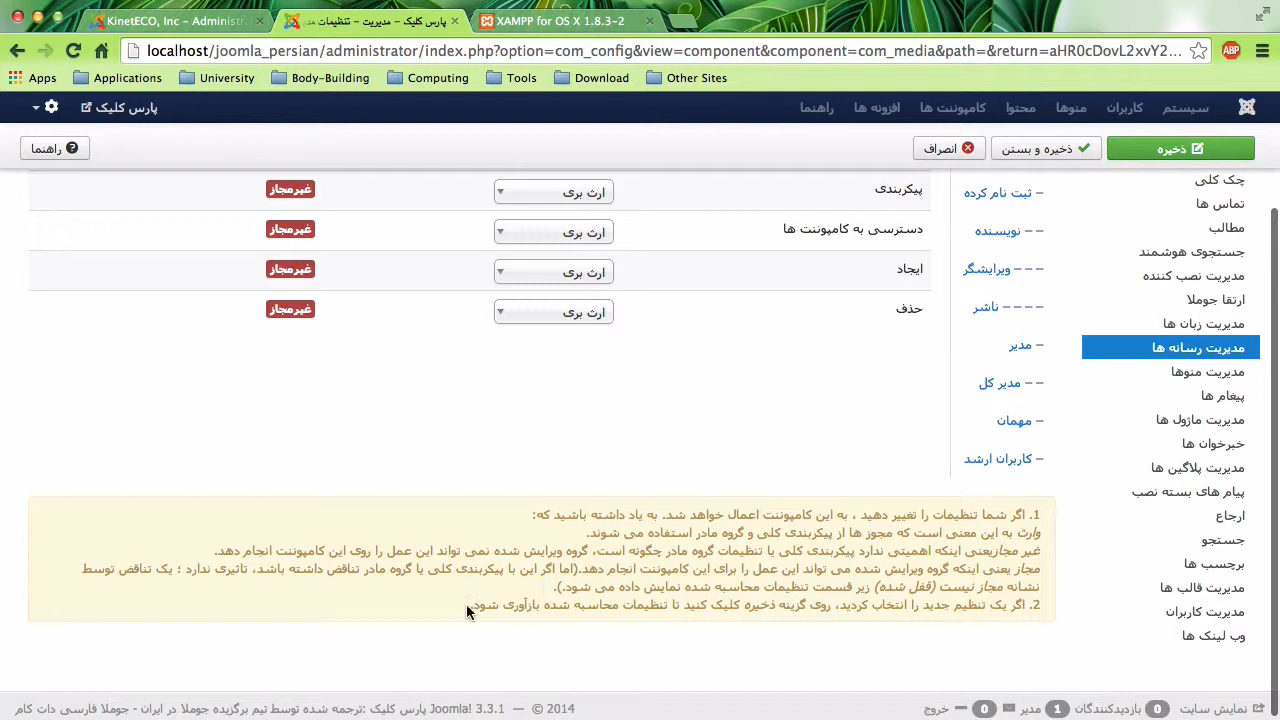 KinetECO, Inc - Administra
پارس کلیک - مدیریت - تنظیمات مد
XAMPP for OS X 1.8.3-2
localhost/joomla_persian/administrator/index.php?option=com_config&view=component&component=com_media&path=&return=aHR0cDovL2xvY2...
ABP
Apps
Applications
University
Body-Building
Computing
Tools
Download
Other Sites
سیستم
کاربران
منوها
محتوا
کامپوننت ها
افزونه ها
راهنما
پارس کلیک
ذخیره
ذخیره و بستن
انصراف
راهنما
چک کلی
تماس ها
مطالب
جستجوی هوشمند
مدیریت نصب کننده
ارتقا جوملا
مدیریت زبان ها
مدیریت رسانه ها
مدیریت منوها
پیغام ها
مدیریت ماژول ها
خبرخوان ها
مدیریت پلاگین ها
پیام های بسته نصب
ارجاع
جستجو
برچسب ها
مدیریت قالب ها
مدیریت کاربران
وب لینک ها
– ثبت نام کرده
– – نویسنده
– – – ویرایشگر
– – – – ناشر
– مدیر
– – مدیر کل
– مهمان
– کاربران ارشد
پیکربندی ارث بری غیرمجاز
دسترسی به کامپوننت ها ارث بری غیرمجاز
ایجاد ارث بری غیرمجاز
حذف ارث بری غیرمجاز
1. اگر شما تنظیمات را تغییر دهید ، به این کامپوننت اعمال خواهد شد. به یاد داشته باشید که:
وارث به این معنی است که مجوز ها از پیکربندی کلی و گروه مادر استفاده می شوند.
غیر مجازیعنی اینکه اهمیتی ندارد پیکربندی کلی یا تنظیمات گروه مادر چگونه است، گروه ویرایش شده نمی تواند این عمل را روی این کامپوننت انجام دهد.
مجاز یعنی اینکه گروه ویرایش شده می تواند این عمل را برای این کامپوننت انجام دهد.(اما اگر این با پیکربندی کلی یا گروه مادر تناقض داشته باشد، تاثیری ندارد ؛ یک تناقض توسط
نشانه مجاز نیست (قفل شده) زیر قسمت تنظیمات محاسبه شده نمایش داده می شود.).
2. اگر یک تنظیم جدید را انتخاب کردید، روی گزینه ذخیره کلیک کنید تا تنظیمات محاسبه شده بازآوری شود.
نمایش سایت 0 بازدیدکنندگان 1 مدیر 0 خروج
پارس کلیک :ترجمه شده توسط تیم برگزیده جوملا در ایران - جوملا فارسی دات کام Joomla! 3.3.1 — © 2014